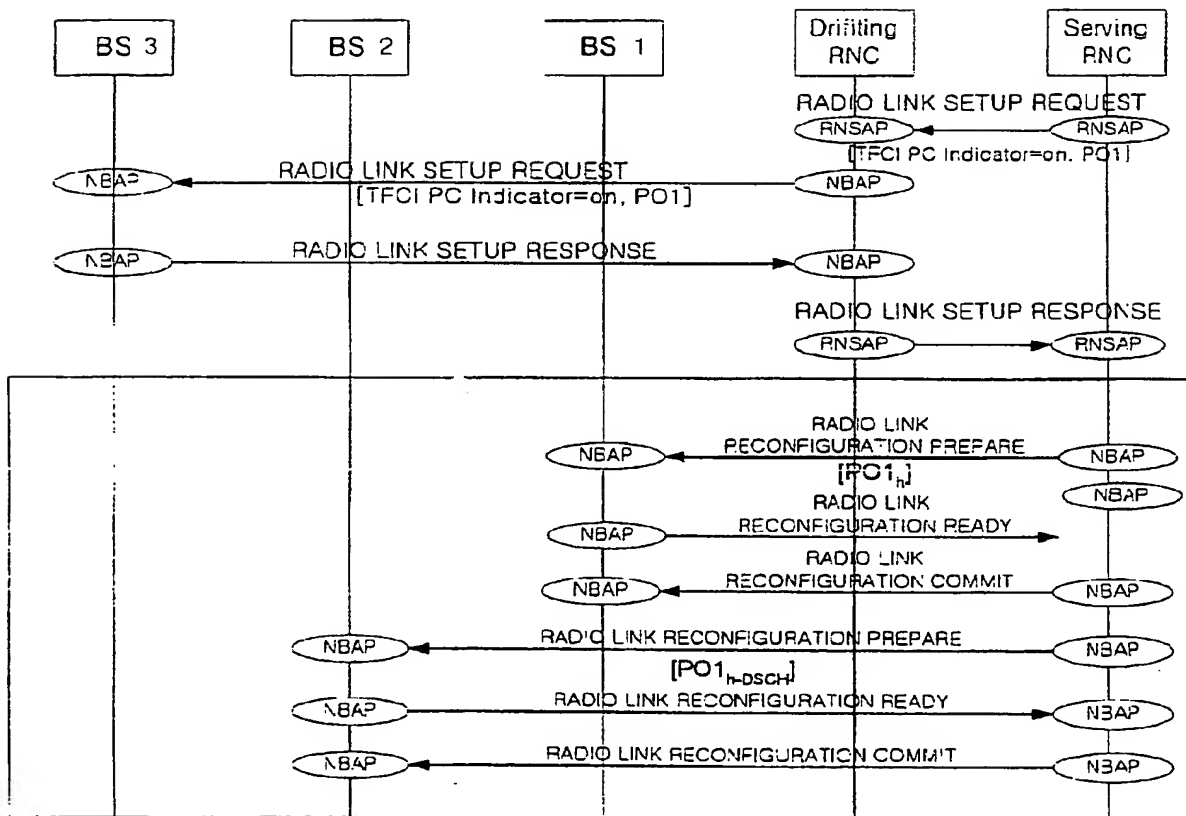 BS 3
BS 2
BS 1
Drifting
RNC
Serving
RNC
RADIO LINK SETUP REQUEST
RNSAP
RNSAP
[TFCI PC Indicator=on, PO1]
RADIO LINK SETUP REQUEST
NBAP
NBAP
[TFCI PC Indicator=on, PO1]
RADIO LINK SETUP RESPONSE
NBAP
NBAP
RADIO LINK SETUP RESPONSE
RNSAP
RNSAP
RADIO LINK
RECONFIGURATION PREPARE
NBAP
NBAP
[PO1h]
NBAP
RADIO LINK
RECONFIGURATION READY
NBAP
RADIO LINK
RECONFIGURATION COMMIT
NBAP
NBAP
RADIO LINK RECONFIGURATION PREPARE
NBAP
NBAP
[PO1h-DSCH]
RADIO LINK RECONFIGURATION READY
NBAP
NBAP
RADIO LINK RECONFIGURATION COMMIT
NBAP
NBAP